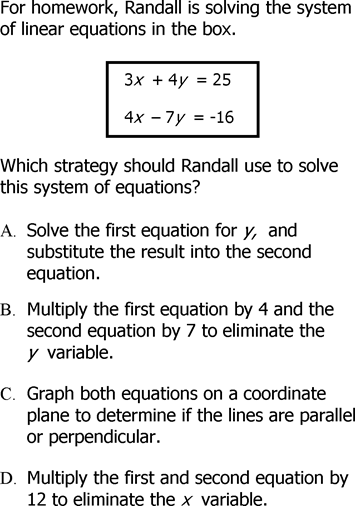 For homework, Randall is solving the system
of linear equations in the box.
3x + 4y = 25
4x − 7y = -16
Which strategy should Randall use to solve
this system of equations?
A. Solve the first equation for y, and
substitute the result into the second
equation.
B. Multiply the first equation by 4 and the
second equation by 7 to eliminate the
y variable.
C. Graph both equations on a coordinate
plane to determine if the lines are parallel
or perpendicular.
D. Multiply the first and second equation by
12 to eliminate the x variable.